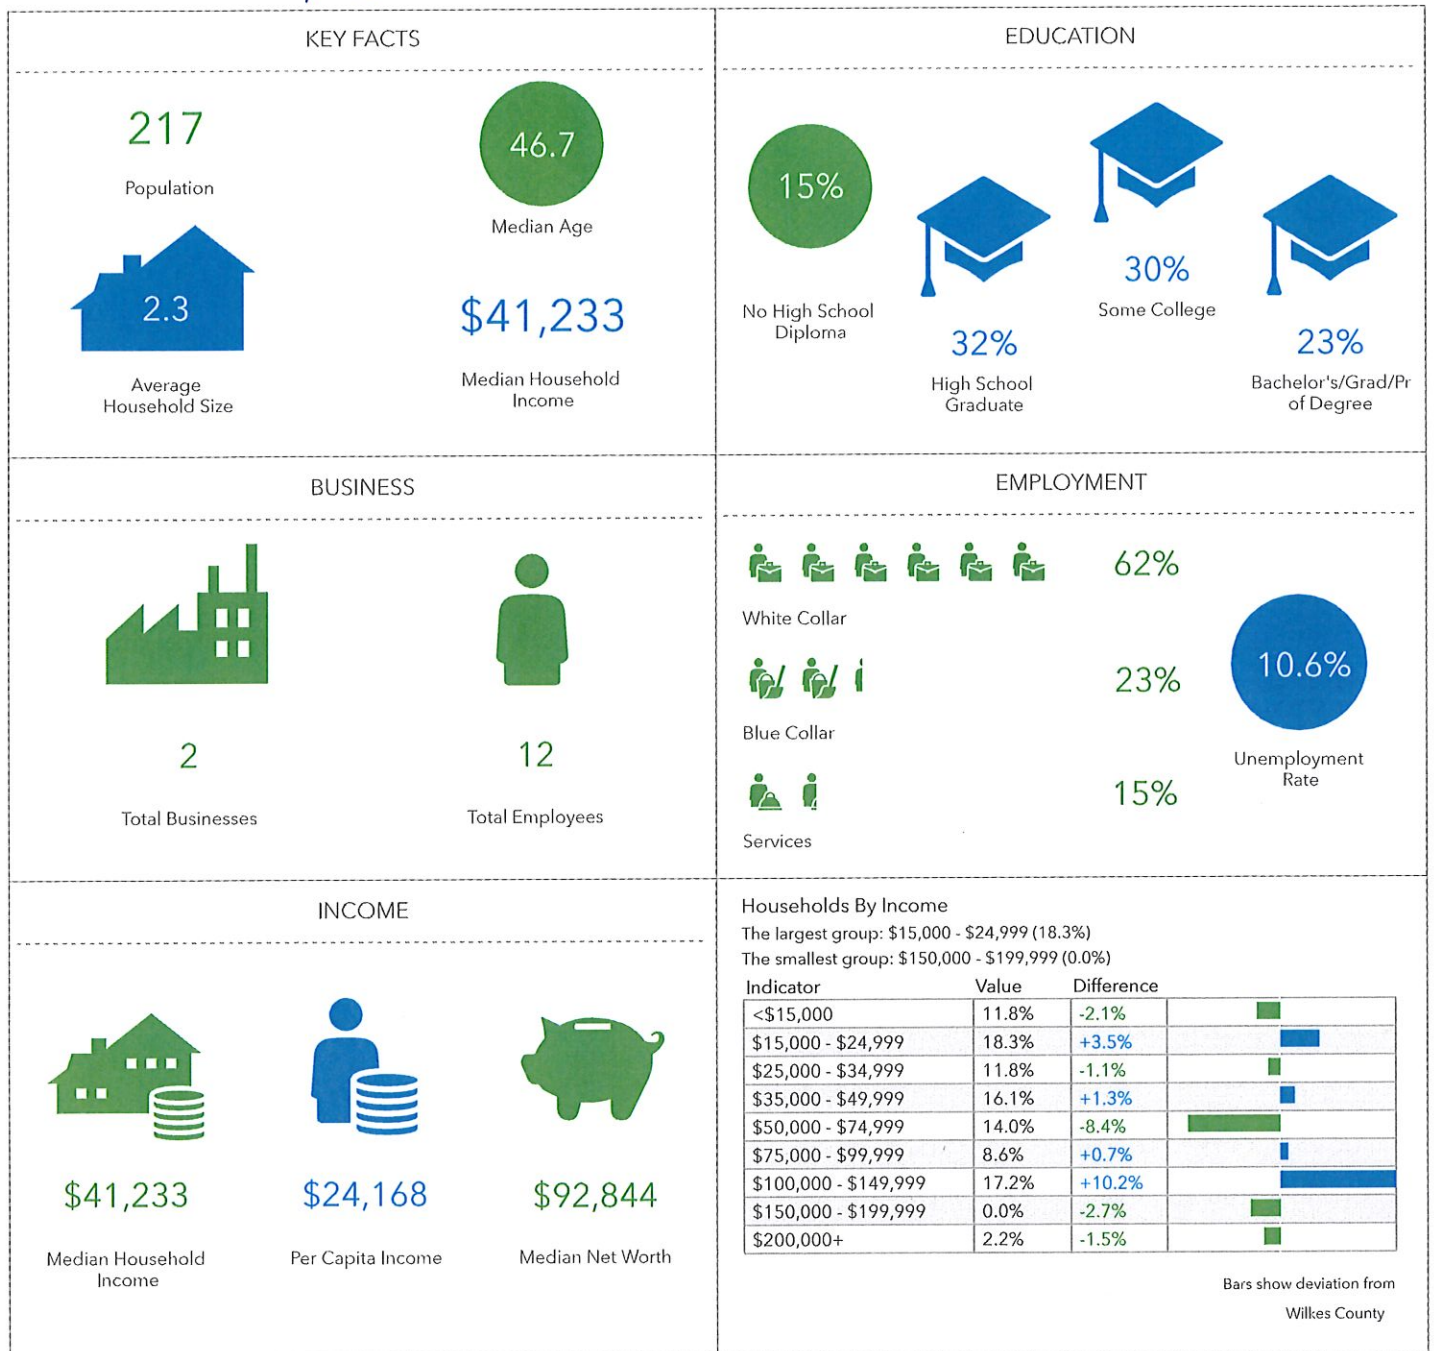 KEY FACTS
217
Population
46.7
Median Age
2.3
Average
Household Size
$41,233
Median Household
Income
EDUCATION
15%
No High School
Diploma
32%
High School
Graduate
30%
Some College
23%
Bachelor's/Grad/Pr
of Degree
BUSINESS
2
Total Businesses
12
Total Employees
EMPLOYMENT
62%
White Collar
23%
Blue Collar
15%
Services
10.6%
Unemployment
Rate
INCOME
$41,233
Median Household
Income
$24,168
Per Capita Income
$92,844
Median Net Worth
Households By Income
The largest group: $15,000 - $24,999 (18.3%)
The smallest group: $150,000 - $199,999 (0.0%)
Indicator Value Difference
<$15,000 11.8% -2.1%
$15,000 - $24,999 18.3% +3.5%
$25,000 - $34,999 11.8% -1.1%
$35,000 - $49,999 16.1% +1.3%
$50,000 - $74,999 14.0% -8.4%
$75,000 - $99,999 8.6% +0.7%
$100,000 - $149,999 17.2% +10.2%
$150,000 - $199,999 0.0% -2.7%
$200,000+ 2.2% -1.5%
Bars show deviation from
Wilkes County